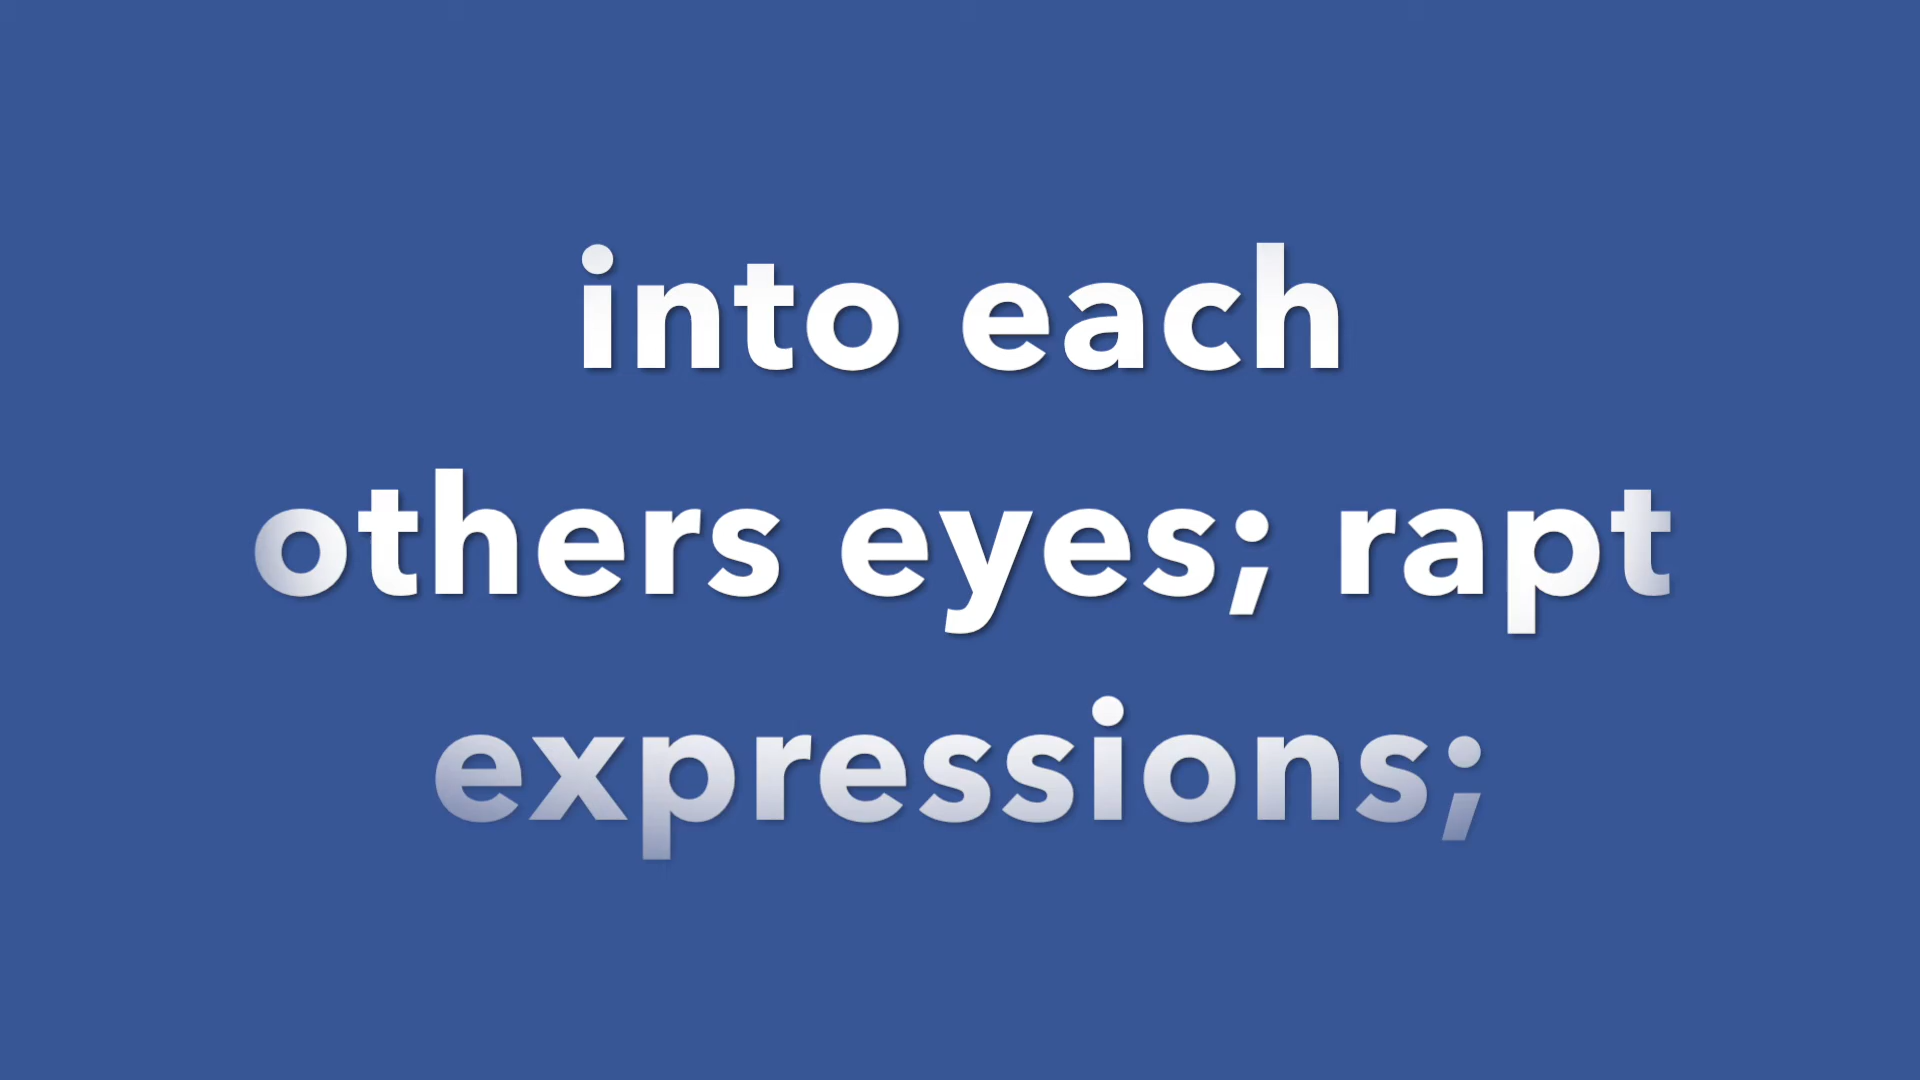 into each
others eyes; rapt
expressions;